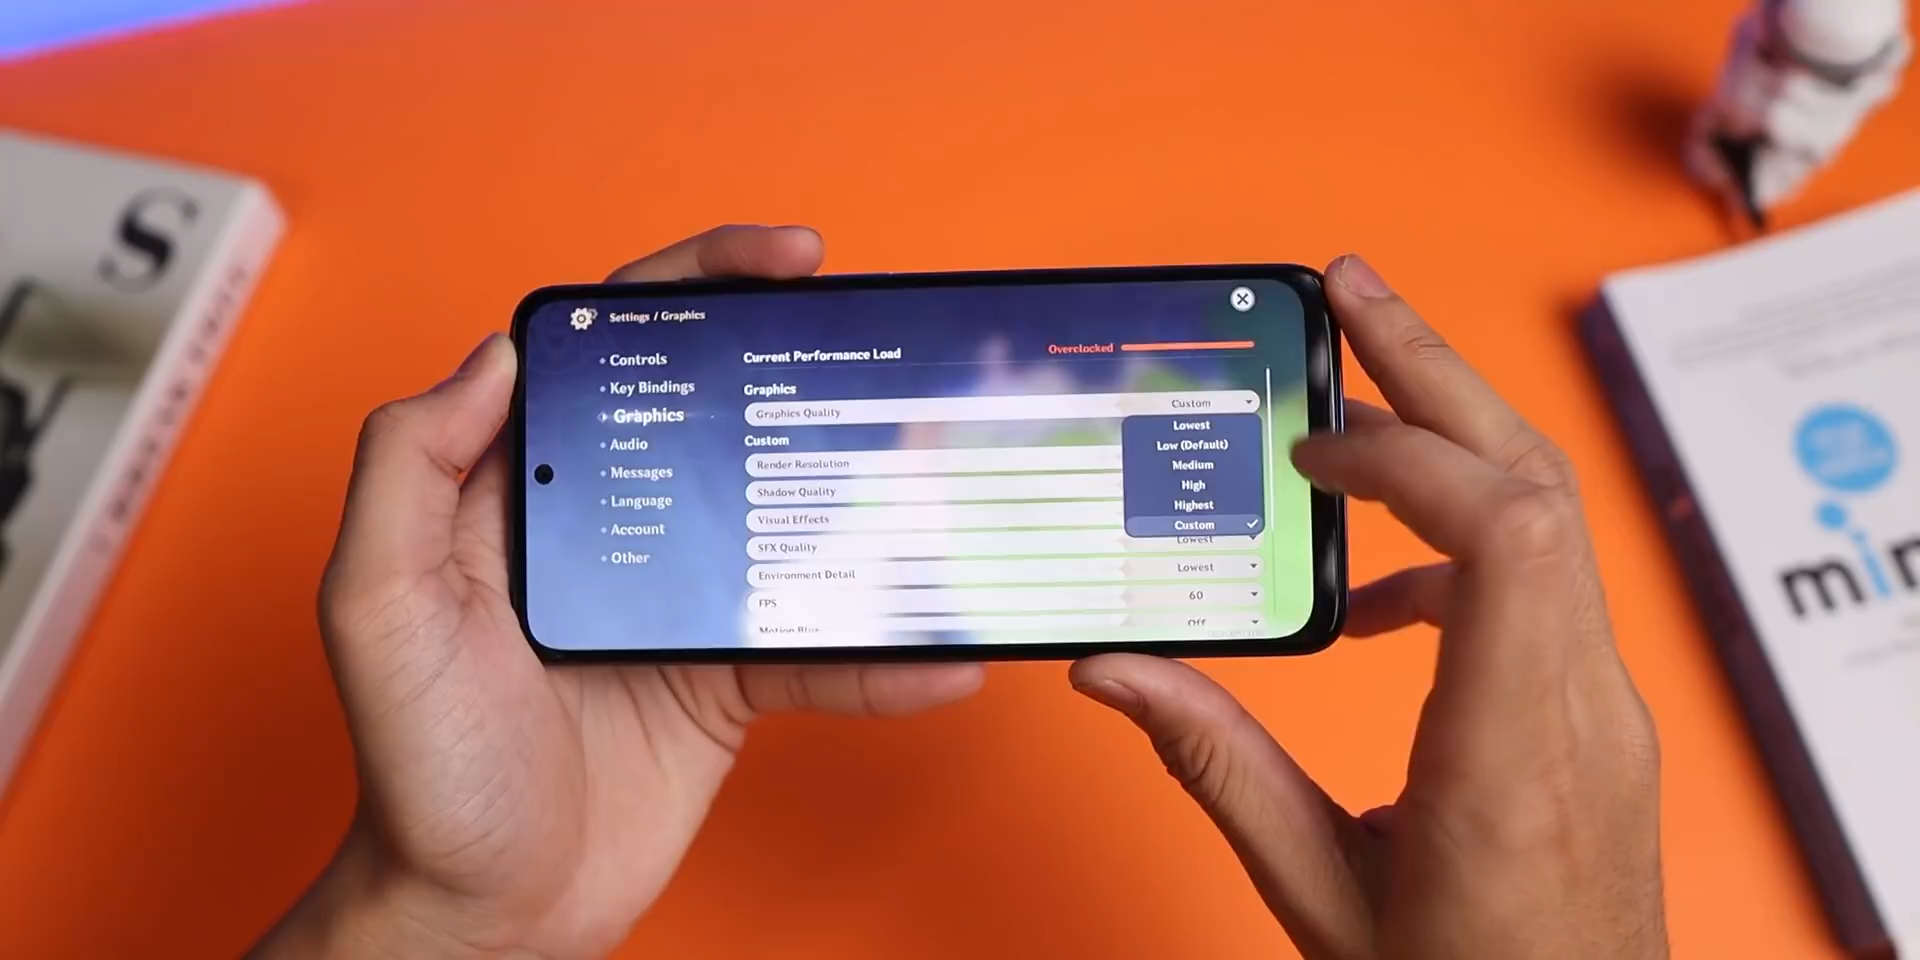 S
Settings / Graphics
Controls
Key Bindings
Graphics
Audio
Messages
Language
Account
Other
Current Performance Load
Overclocked
Graphics
Graphics Quality
Custom
Lowest
Low (Default)
Medium
High
Highest
Custom
Custom
Render Resolution
Shadow Quality
Visual Effects
SFX Quality
Lowest
Environment Detail
Lowest
FPS
60
Motion Blur
Off